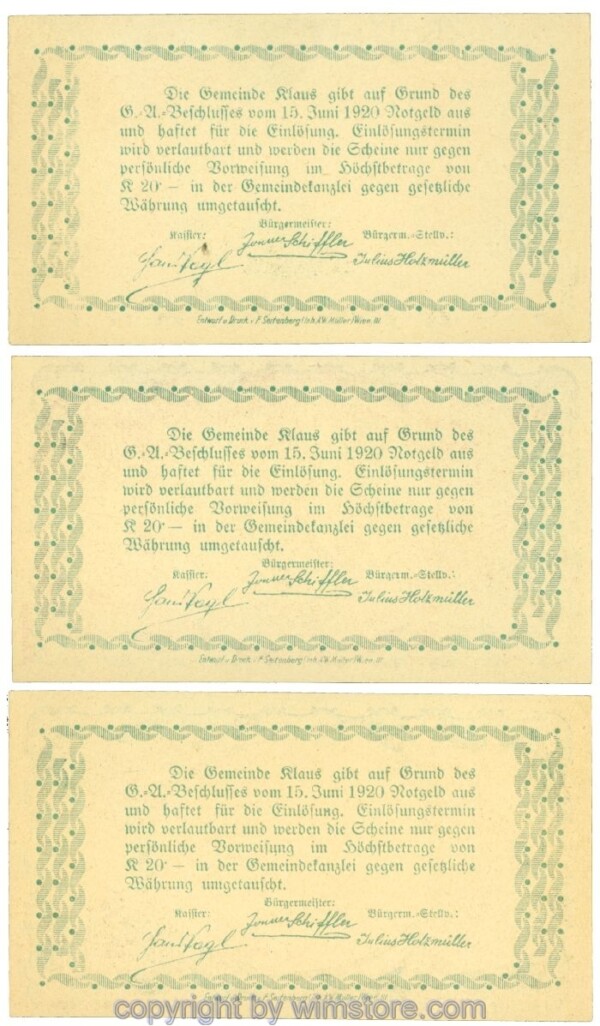 Die Gemeinde Klaus gibt auf Grund des
G.-A.-Beschlusses vom 15. Juni 1920 Notgeld aus
und haftet für die Einlösung. Einlösungstermin
wird verlautbart und werden die Scheine nur gegen
persönliche Vorweisung im Höchstbetrage von
K 20·— in der Gemeindekanzlei gegen gesetzliche
Währung umgetauscht.
Bürgermeister:
Kassier: Bürgerm.-Stellv.:
Schiffler
Julius Holzmüller
Entwurf u. Druck
Die Gemeinde Klaus gibt auf Grund des
G.-A.-Beschlusses vom 15. Juni 1920 Notgeld aus
und haftet für die Einlösung. Einlösungstermin
wird verlautbart und werden die Scheine nur gegen
persönliche Vorweisung im Höchstbetrage von
K 20·— in der Gemeindekanzlei gegen gesetzliche
Währung umgetauscht.
Bürgermeister:
Kassier: Bürgerm.-Stellv.:
Schiffler
Julius Holzmüller
Entwurf u. Druck
Die Gemeinde Klaus gibt auf Grund des
G.-A.-Beschlusses vom 15. Juni 1920 Notgeld aus
und haftet für die Einlösung. Einlösungstermin
wird verlautbart und werden die Scheine nur gegen
persönliche Vorweisung im Höchstbetrage von
K 20·— in der Gemeindekanzlei gegen gesetzliche
Währung umgetauscht.
Bürgermeister:
Kassier: Bürgerm.-Stellv.:
Schiffler
Julius Holzmüller
copyright by wimstore.com